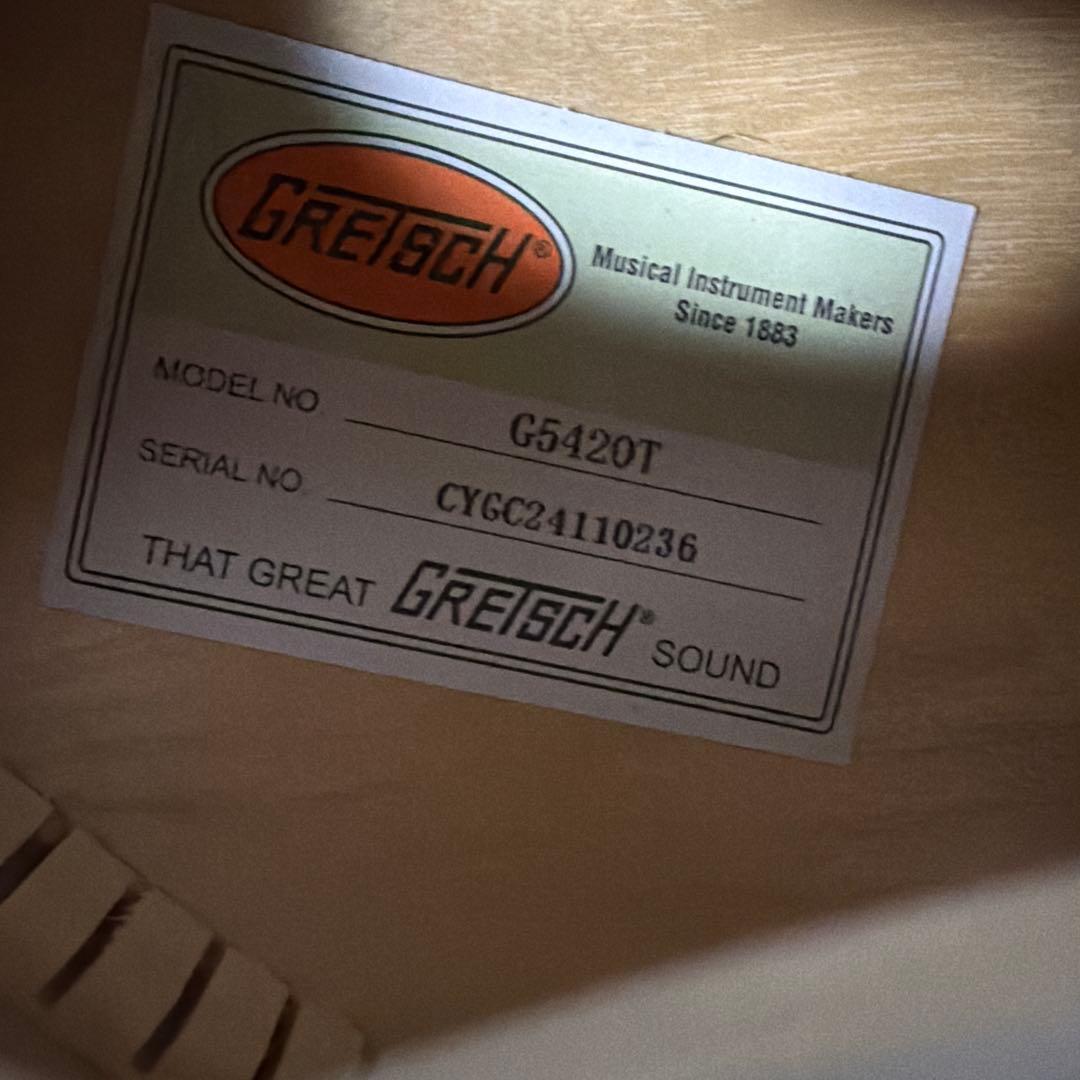 GRETSCH®
Musical Instrument Makers
Since 1883
MODEL NO. G5420T
SERIAL NO. CYGC24110236
THAT GREAT GRETSCH® SOUND